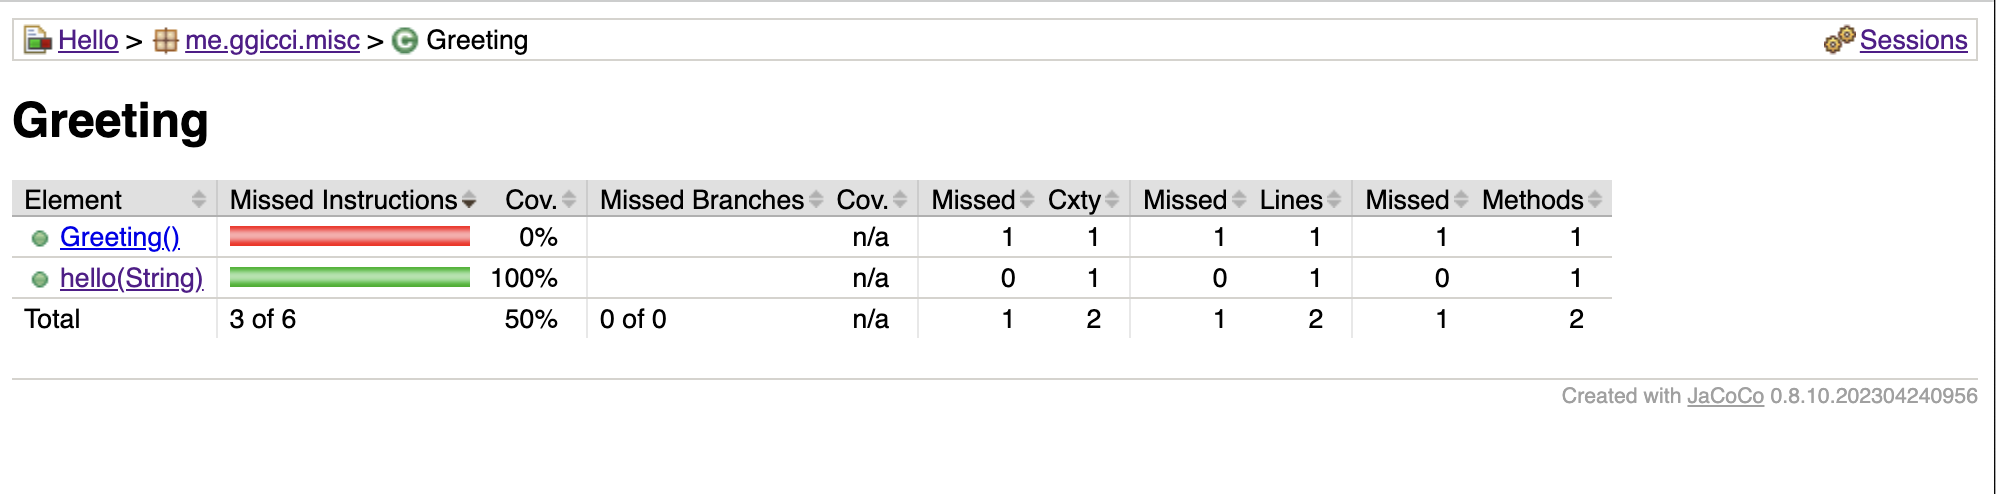 Hello > me.ggicci.misc > C Greeting Sessions
Greeting
Element Missed Instructions Cov. Missed Branches Cov. Missed Cxty Missed Lines Missed Methods
Greeting() 0% n/a 1 1 1 1 1 1
hello(String) 100% n/a 0 1 0 1 0 1
Total 3 of 6 50% 0 of 0 n/a 1 2 1 2 1 2
Created with JaCoCo 0.8.10.202304240956